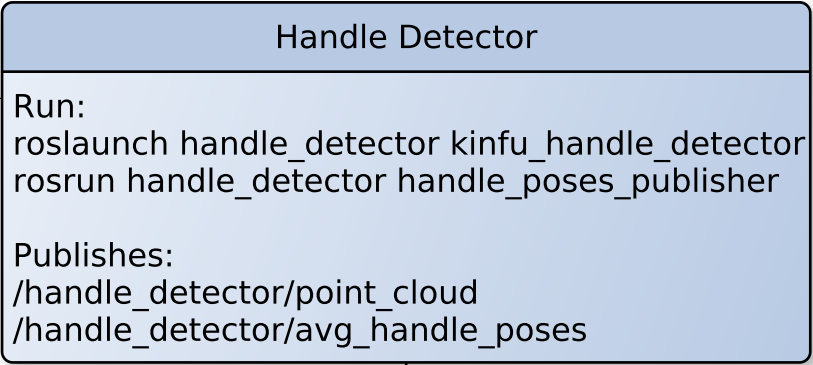 Handle Detector
Run:
roslaunch handle_detector kinfu_handle_detector
rosrun handle_detector handle_poses_publisher
Publishes:
/handle_detector/point_cloud
/handle_detector/avg_handle_poses